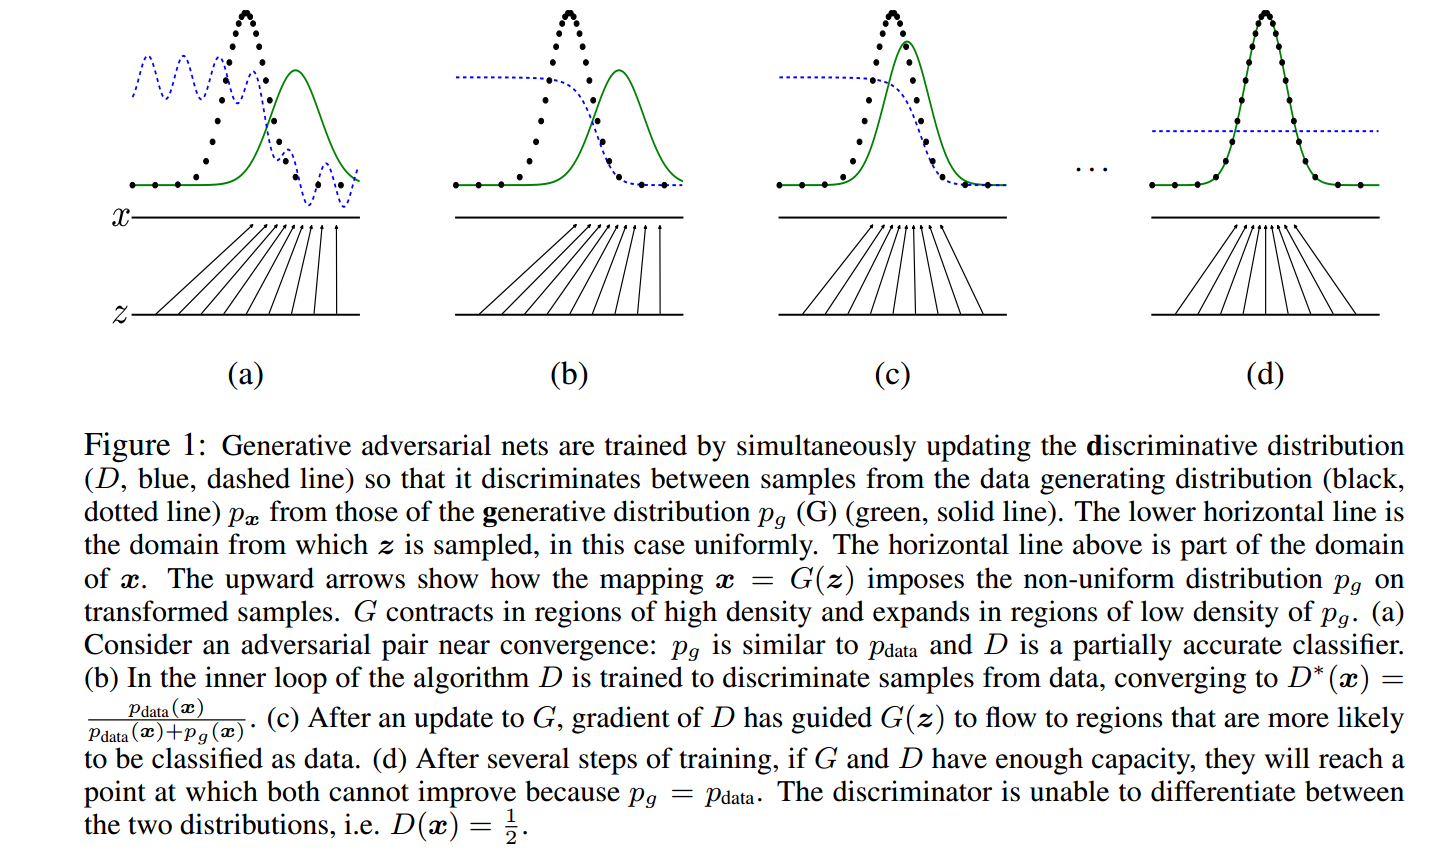 x
z
. . .
(a) (b) (c) (d)
Figure 1: Generative adversarial nets are trained by simultaneously updating the discriminative distribution
(D, blue, dashed line) so that it discriminates between samples from the data generating distribution (black,
dotted line) pₓ from those of the generative distribution p_g (G) (green, solid line). The lower horizontal line is
the domain from which z is sampled, in this case uniformly. The horizontal line above is part of the domain
of x. The upward arrows show how the mapping x = G(z) imposes the non-uniform distribution p_g on
transformed samples. G contracts in regions of high density and expands in regions of low density of p_g. (a)
Consider an adversarial pair near convergence: p_g is similar to p_data and D is a partially accurate classifier.
(b) In the inner loop of the algorithm D is trained to discriminate samples from data, converging to D*(x) =
p_data(x) / (p_data(x)+p_g(x)). (c) After an update to G, gradient of D has guided G(z) to flow to regions that are more likely
to be classified as data. (d) After several steps of training, if G and D have enough capacity, they will reach a
point at which both cannot improve because p_g = p_data. The discriminator is unable to differentiate between
the two distributions, i.e. D(x) = 1/2.